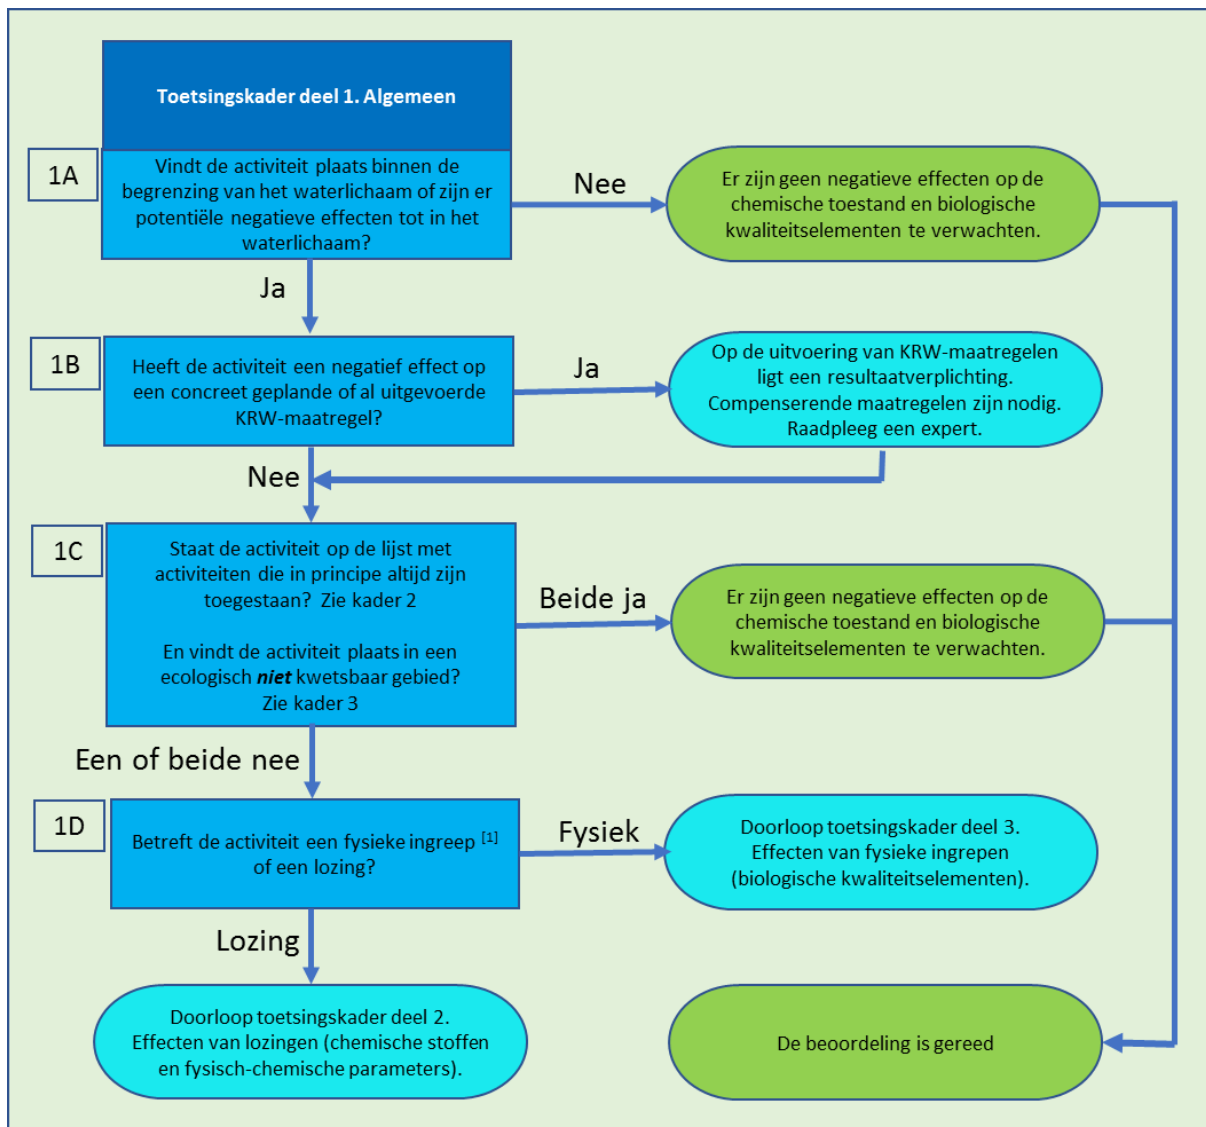 Toetsingskader deel 1. Algemeen
1A
Vindt de activiteit plaats binnen de
begrenzing van het waterlichaam of zijn er
potentiële negatieve effecten tot in het
waterlichaam?
Nee
Er zijn geen negatieve effecten op de
chemische toestand en biologische
kwaliteitselementen te verwachten.
Ja
1B
Heeft de activiteit een negatief effect op
een concreet geplande of al uitgevoerde
KRW-maatregel?
Ja
Op de uitvoering van KRW-maatregelen
ligt een resultaatverplichting.
Compenserende maatregelen zijn nodig.
Raadpleeg een expert.
Nee
1C
Staat de activiteit op de lijst met
activiteiten die in principe altijd zijn
toegestaan? Zie kader 2
En vindt de activiteit plaats in een
ecologisch niet kwetsbaar gebied?
Zie kader 3
Beide ja
Er zijn geen negatieve effecten op de
chemische toestand en biologische
kwaliteitselementen te verwachten.
Een of beide nee
1D
Betreft de activiteit een fysieke ingreep [1]
of een lozing?
Fysiek
Doorloop toetsingskader deel 3.
Effecten van fysieke ingrepen
(biologische kwaliteitselementen).
Lozing
Doorloop toetsingskader deel 2.
Effecten van lozingen (chemische stoffen
en fysisch-chemische parameters).
De beoordeling is gereed